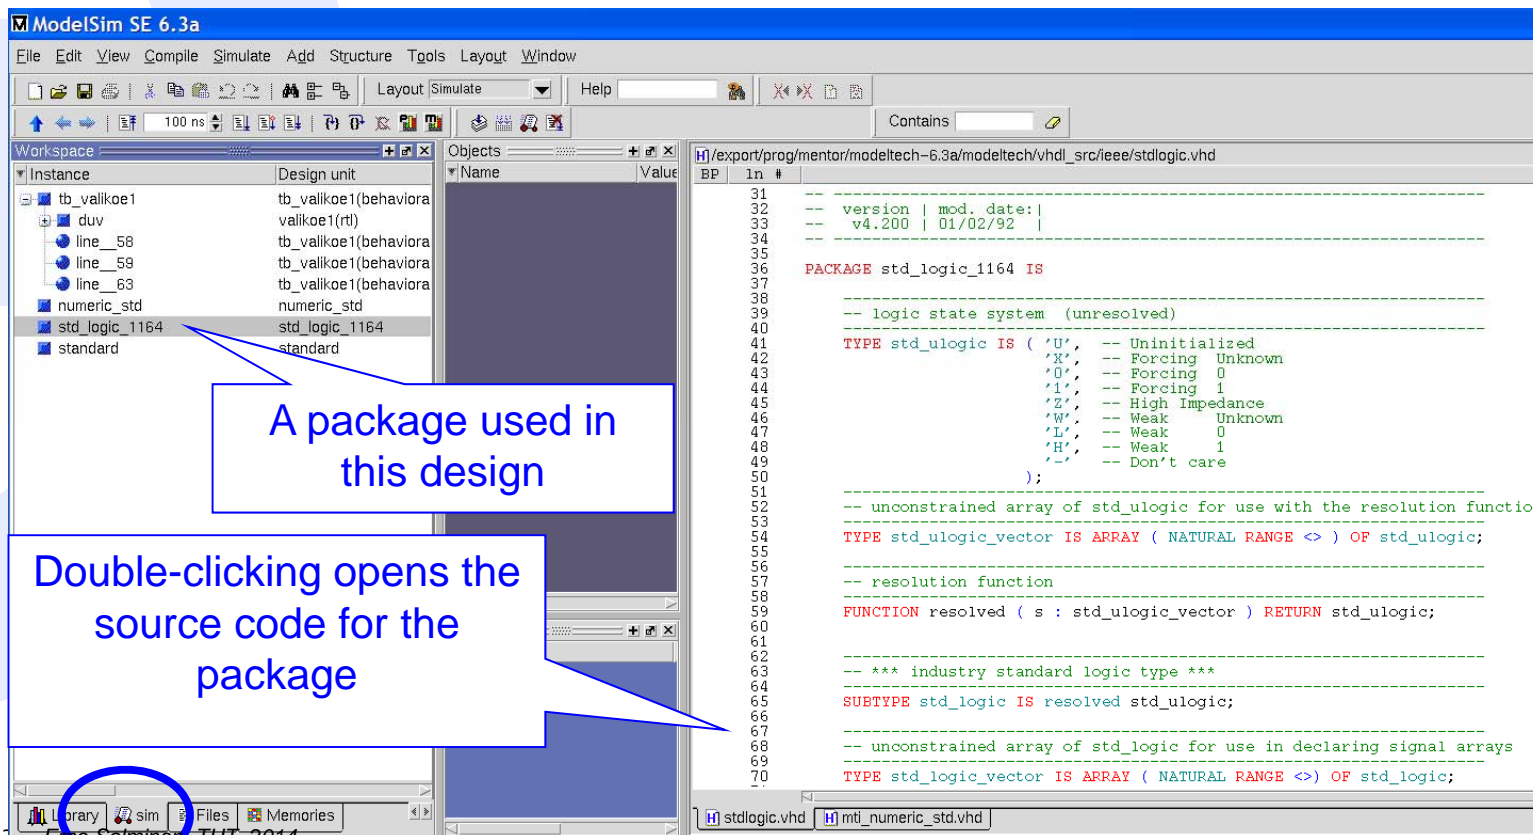 ModelSim SE 6.3a
File Edit View Compile Simulate Add Structure Tools Layout Window
Layout Simulate Help
100 ns Contains
Workspace
Instance Design unit
tb_valikoe1 tb_valikoe1(behaviora
duv valikoe1(rtl)
line__58 tb_valikoe1(behaviora
line__59 tb_valikoe1(behaviora
line__63 tb_valikoe1(behaviora
numeric_std numeric_std
std_logic_1164 std_logic_1164
standard standard
A package used in
this design
Double-clicking opens the
source code for the
package
Library sim Files Memories
TUT, 2014
Objects
Name Value
/export/prog/mentor/modeltech-6.3a/modeltech/vhdl_src/ieee/stdlogic.vhd
BP ln #
31 -- --------------------------------------------------------------------
32 -- version | mod. date:|
33 -- v4.200 | 01/02/92 |
34 -- --------------------------------------------------------------------
35
36 PACKAGE std_logic_1164 IS
37
38 -------------------------------------------------------------------
39 -- logic state system (unresolved)
40 -------------------------------------------------------------------
41 TYPE std_ulogic IS ( 'U', -- Uninitialized
42 'X', -- Forcing Unknown
43 '0', -- Forcing 0
44 '1', -- Forcing 1
45 'Z', -- High Impedance
46 'W', -- Weak Unknown
47 'L', -- Weak 0
48 'H', -- Weak 1
49 '-' -- Don't care
50 );
51 -------------------------------------------------------------------
52 -- unconstrained array of std_ulogic for use with the resolution functio
53 -------------------------------------------------------------------
54 TYPE std_ulogic_vector IS ARRAY ( NATURAL RANGE <> ) OF std_ulogic;
55
56 -------------------------------------------------------------------
57 -- resolution function
58 -------------------------------------------------------------------
59 FUNCTION resolved ( s : std_ulogic_vector ) RETURN std_ulogic;
60
61
62 -------------------------------------------------------------------
63 -- *** industry standard logic type ***
64 -------------------------------------------------------------------
65 SUBTYPE std_logic IS resolved std_ulogic;
66
67 -------------------------------------------------------------------
68 -- unconstrained array of std_logic for use in declaring signal arrays
69 -------------------------------------------------------------------
70 TYPE std_logic_vector IS ARRAY ( NATURAL RANGE <>) OF std_logic;
stdlogic.vhd mti_numeric_std.vhd